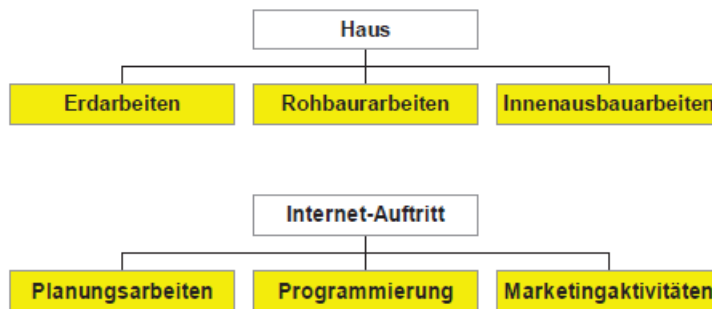 Haus
Erdarbeiten
Rohbaurarbeiten
Innenausbauarbeiten
Internet-Auftritt
Planungsarbeiten
Programmierung
Marketingaktivitäten